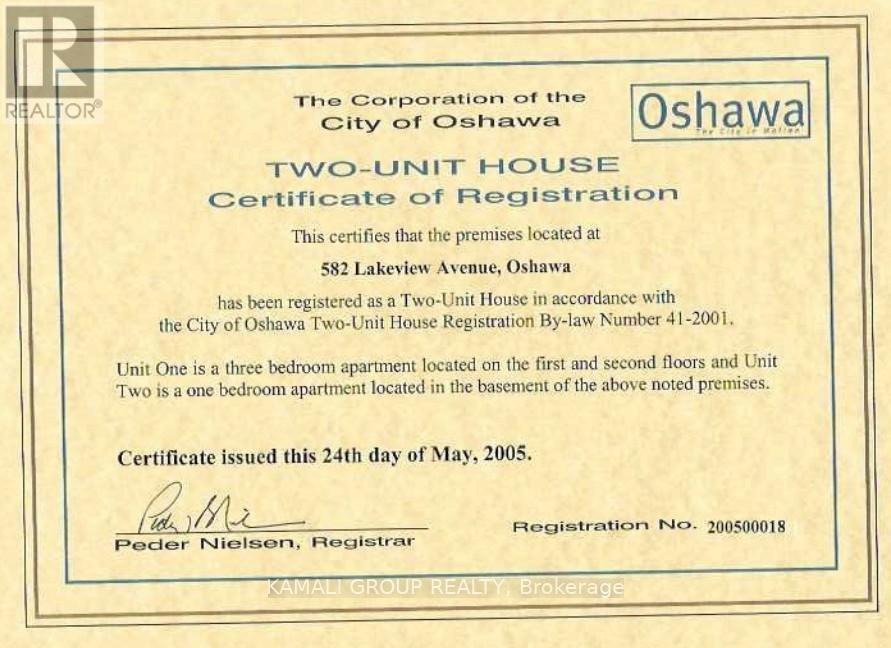 R
REALTOR®
The Corporation of the
City of Oshawa
Oshawa
The City in Motion
TWO-UNIT HOUSE
Certificate of Registration
This certifies that the premises located at
582 Lakeview Avenue, Oshawa
has been registered as a Two-Unit House in accordance with
the City of Oshawa Two-Unit House Registration By-law Number 41-2001.
Unit One is a three bedroom apartment located on the first and second floors and Unit
Two is a one bedroom apartment located in the basement of the above noted premises.
Certificate issued this 24th day of May, 2005.
Peder Nielsen, Registrar
Registration No. 200500018
KAMALI GROUP REALTY, Brokerage